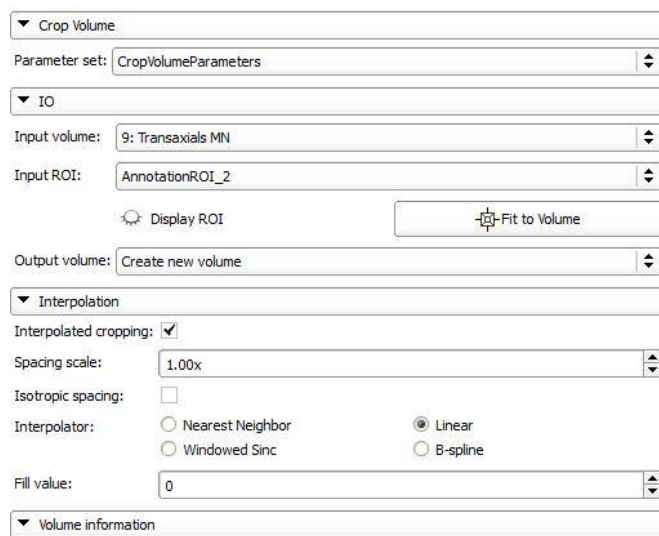 Crop Volume
Parameter set: CropVolumeParameters
IO
Input volume: 9: Transaxials MN
Input ROI: AnnotationROI_2
Display ROI Fit to Volume
Output volume: Create new volume
Interpolation
Interpolated cropping:
Spacing scale: 1.00x
Isotropic spacing:
Interpolator: Nearest Neighbor Linear
Windowed Sinc B-spline
Fill value: 0
Volume information